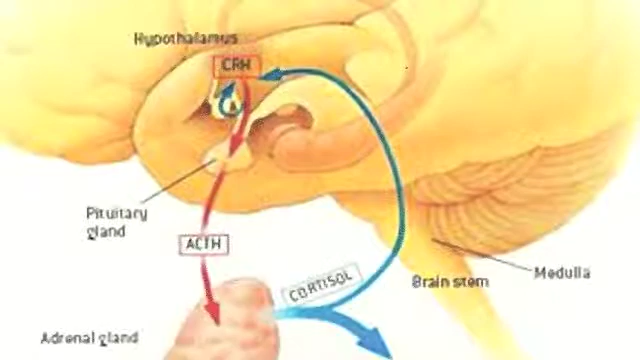 Hypothalamus
CRH
Pituitary
gland
ACTH
CORTISOL
Brain stem
Medulla
Adrenal gland